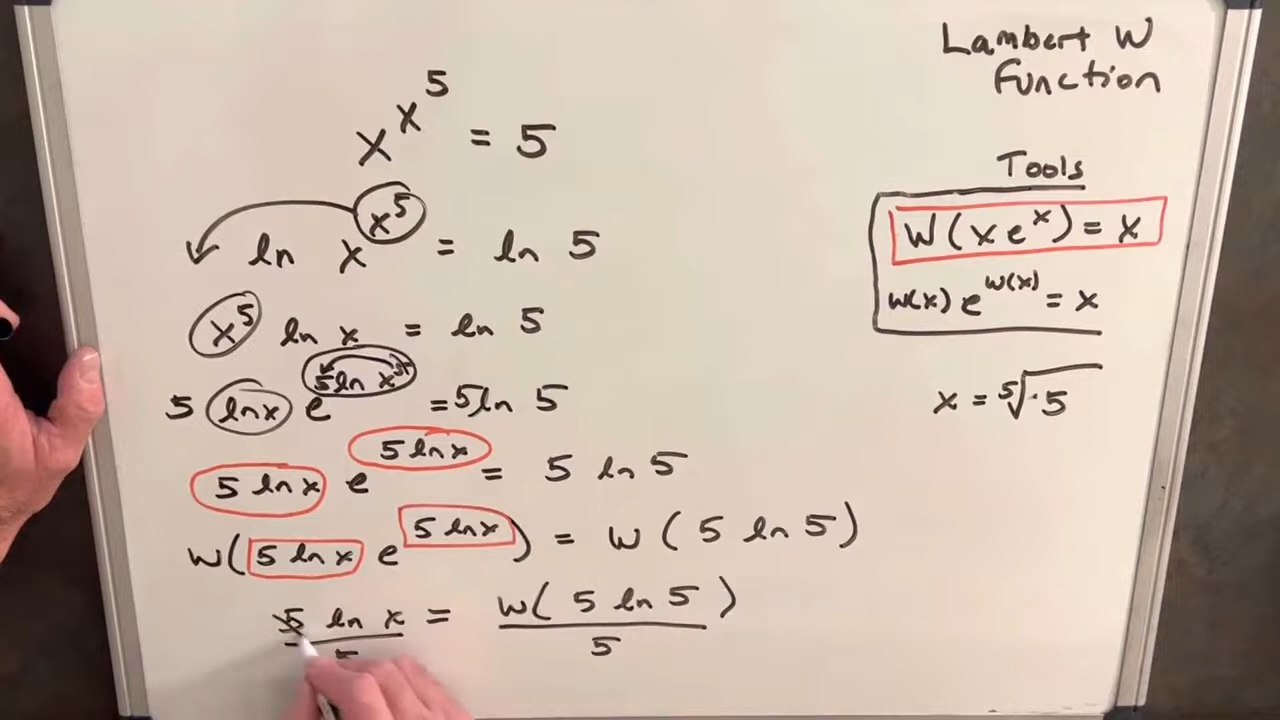 Lambert W
Function
x^x^5 = 5
Tools
W(x e^x) = x
W(x) e^W(x) = x
x = ⁵√·5
ln x^x^5 = ln 5
x^5 ln x = ln 5
5 ln x e^5 ln x = 5 ln 5
5 ln x e^5 ln x = 5 ln 5
W(5 ln x e^5 ln x) = W(5 ln 5)
5 ln x = W(5 ln 5)
5 5